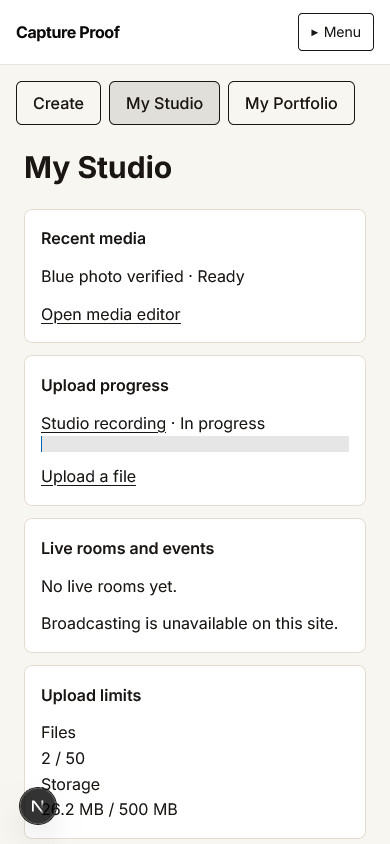 Capture Proof
▸ Menu
Create
My Studio
My Portfolio
My Studio
Recent media
Blue photo verified · Ready
Open media editor
Upload progress
Studio recording · In progress
Upload a file
Live rooms and events
No live rooms yet.
Broadcasting is unavailable on this site.
Upload limits
Files
2 / 50
Storage
N
26.2 MB / 500 MB